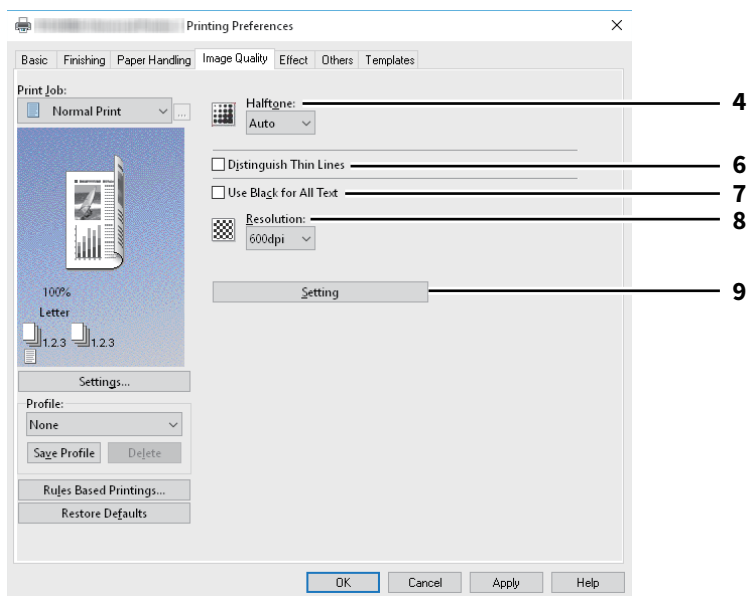 Printing Preferences
Basic Finishing Paper Handling Image Quality Effect Others Templates
Print Job:
Normal Print ...
Halftone: 4
Auto
Distinguish Thin Lines 6
Use Black for All Text 7
Resolution: 8
600dpi
Setting 9
100%
Letter
1.2.3 1.2.3
Settings...
Profile:
None
Save Profile Delete
Rules Based Printings...
Restore Defaults
OK Cancel Apply Help